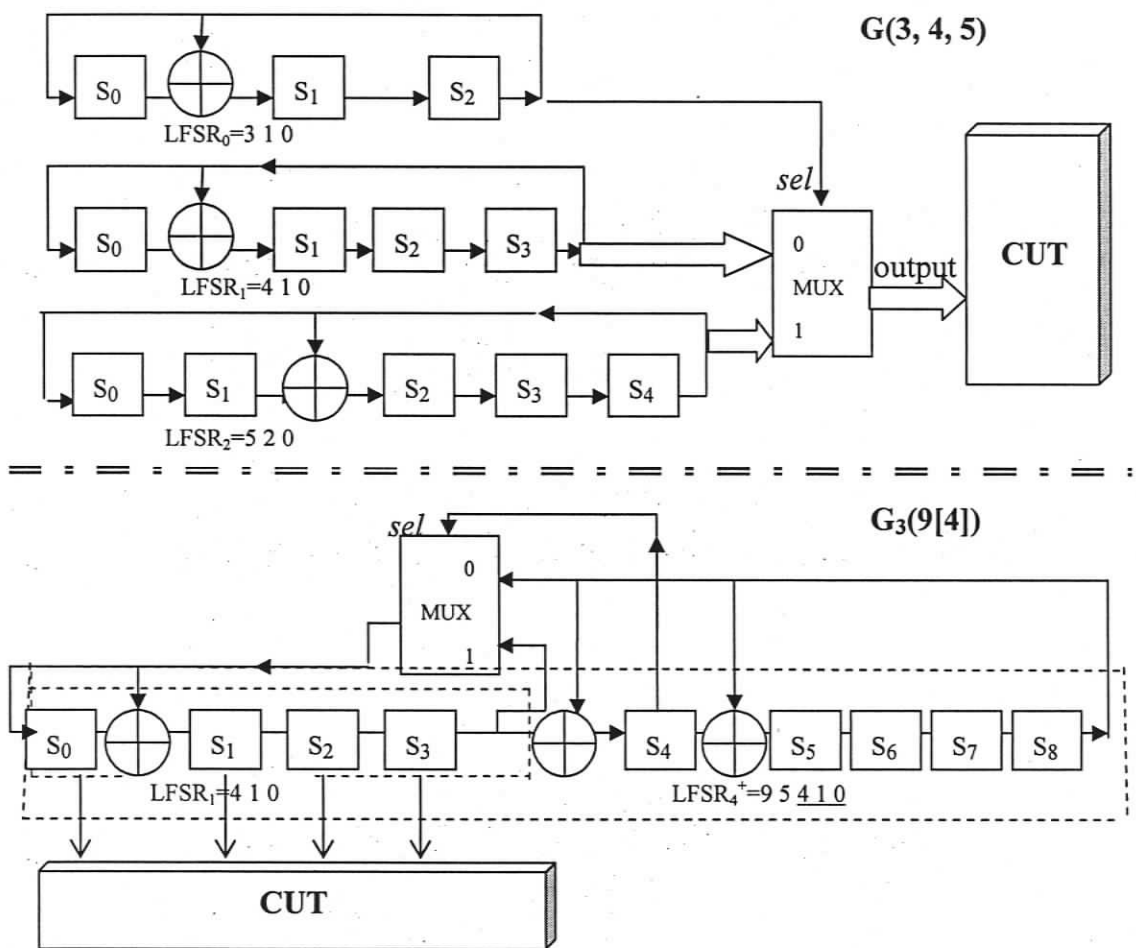 G(3, 4, 5)
S₀ S₁ S₂
LFSR₀=3 1 0
sel
S₀ S₁ S₂ S₃
0
MUX
1
output
CUT
LFSR₁=4 1 0
S₀ S₁ S₂ S₃ S₄
LFSR₂=5 2 0
G₃(9[4])
sel
0
MUX
1
S₀ S₁ S₂ S₃ S₄ S₅ S₆ S₇ S₈
LFSR₁=4 1 0
LFSR₄⁺=9 5 4 1 0
CUT